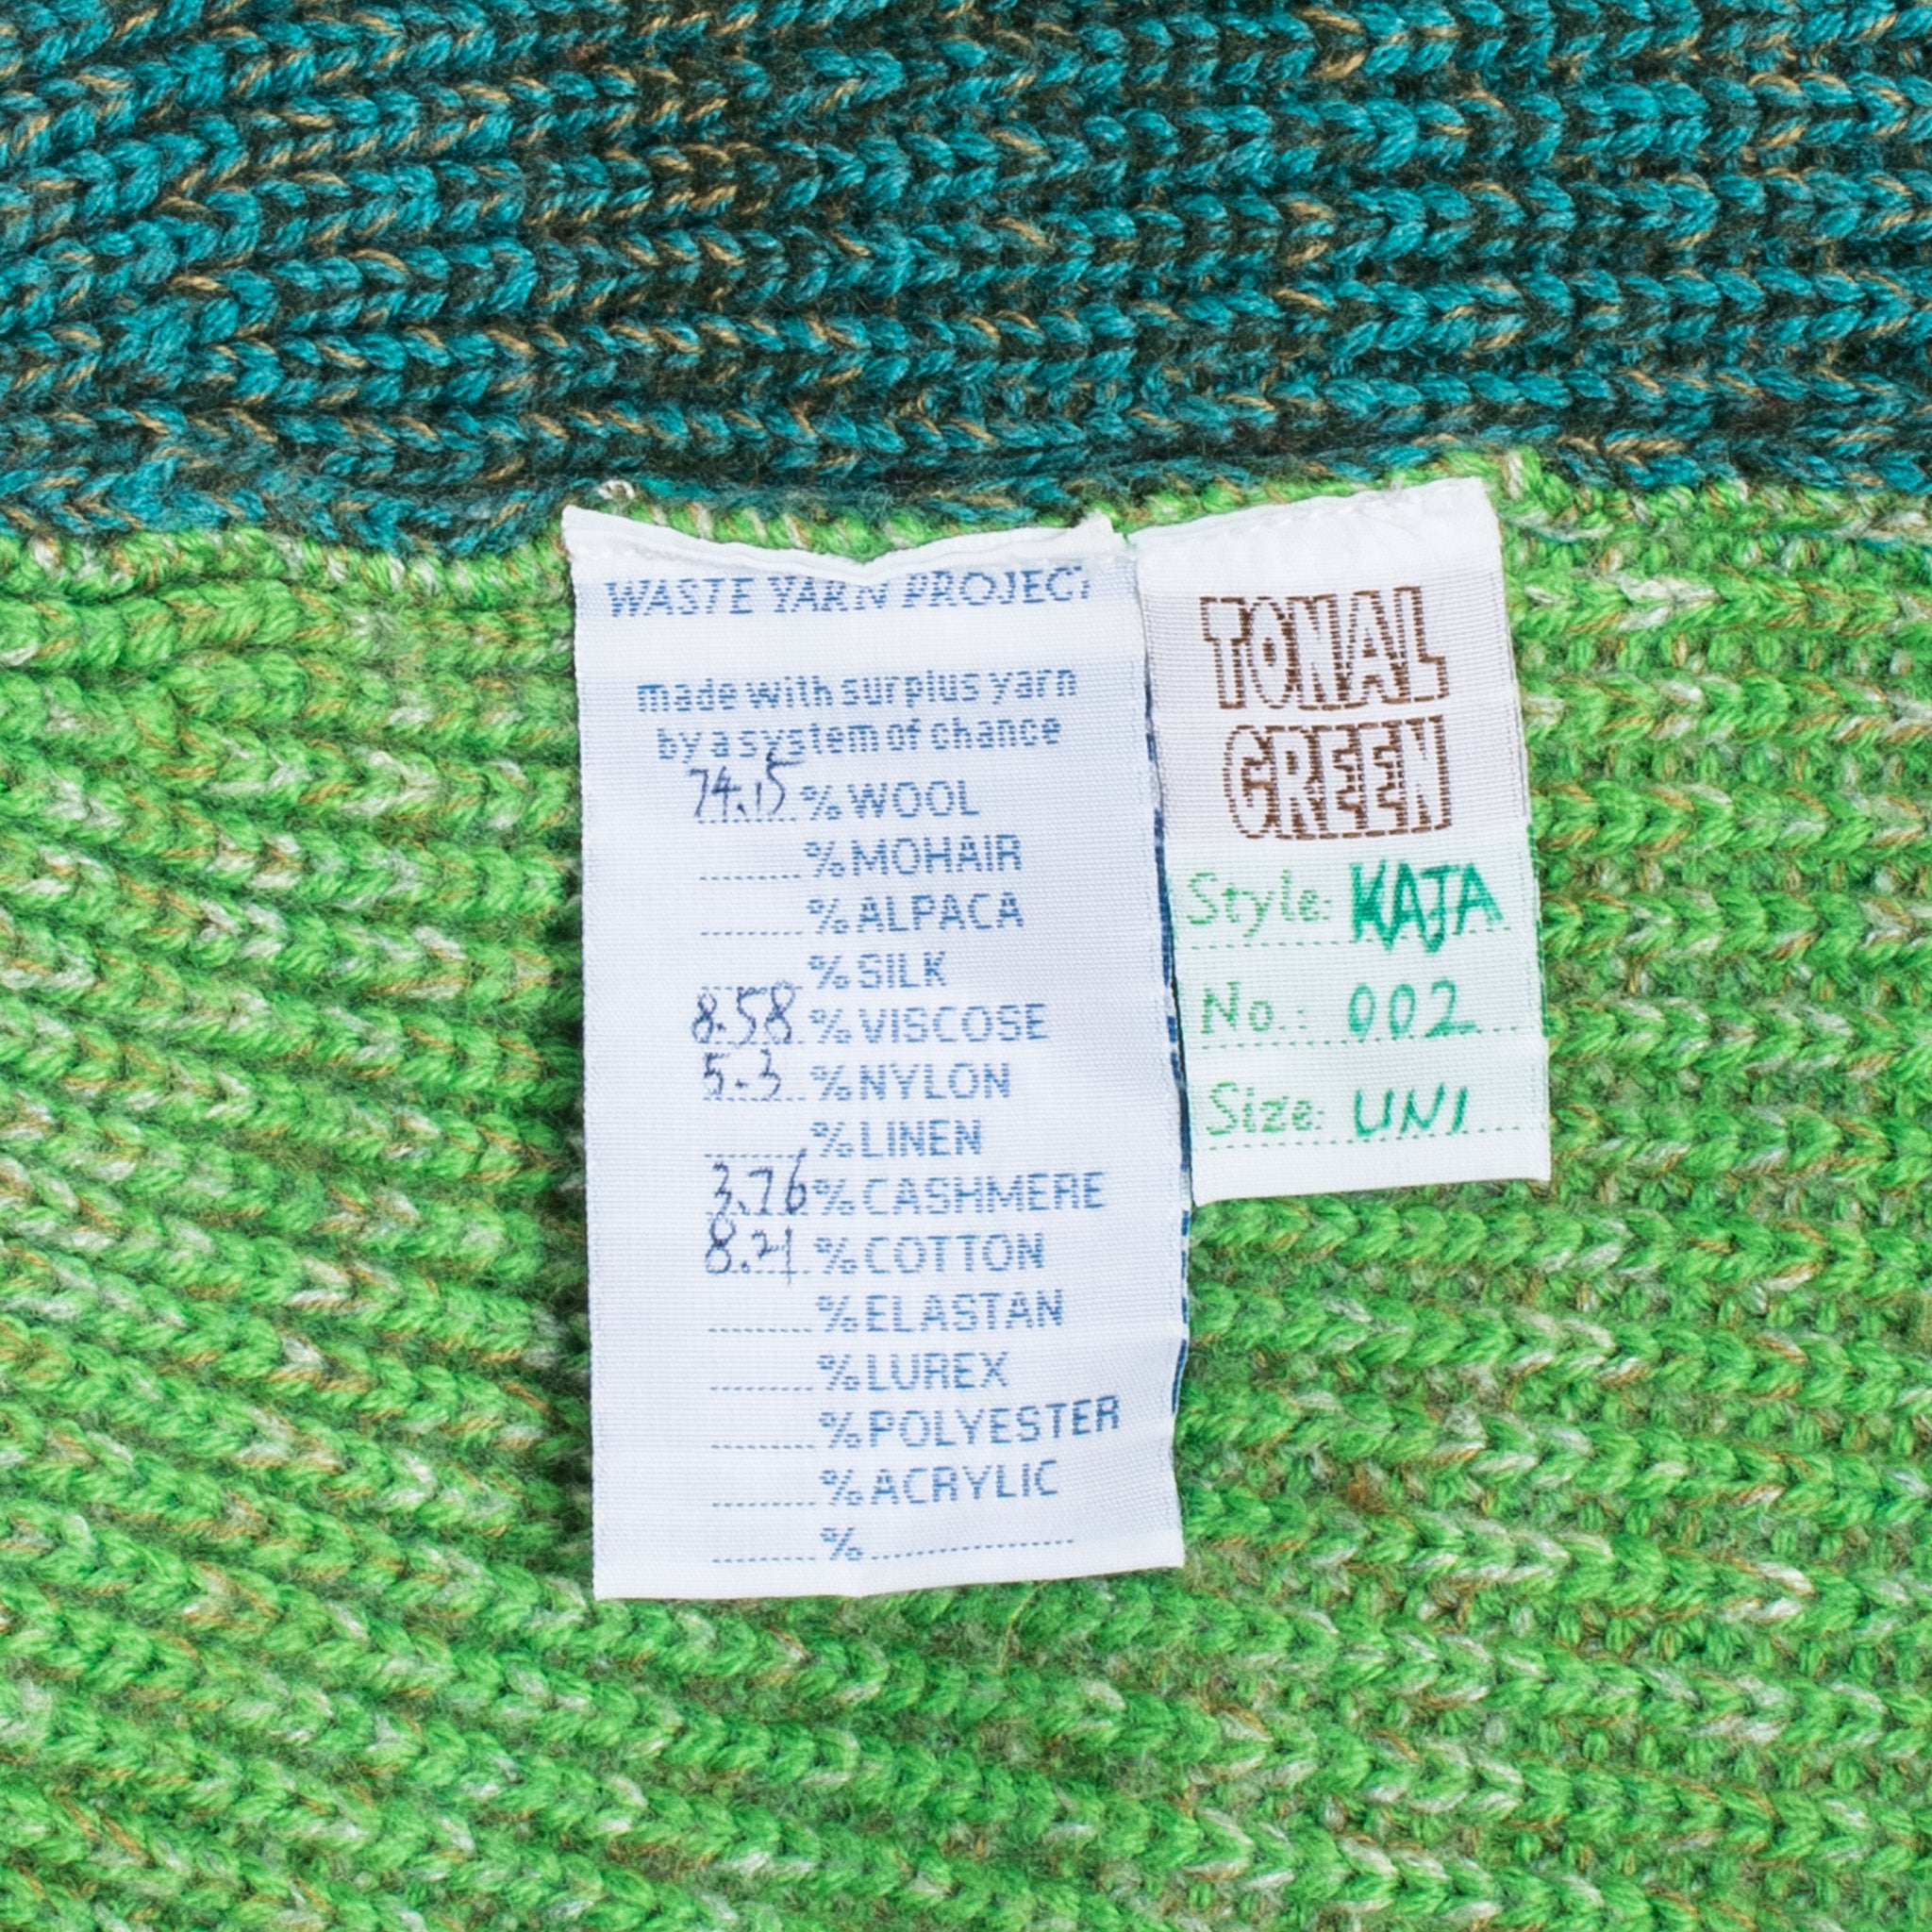 WASTE YARN PROJECT
made with surplus yarn
by a system of chance
74.15 % WOOL
% MOHAIR
% ALPACA
% SILK
8.58 % VISCOSE
5.3 % NYLON
% LINEN
3.76 % CASHMERE
8.21 % COTTON
% ELASTAN
% LUREX
% POLYESTER
% ACRYLIC
%
TONAL
GREEN
Style: KAJA
No.: 002
Size: UNI